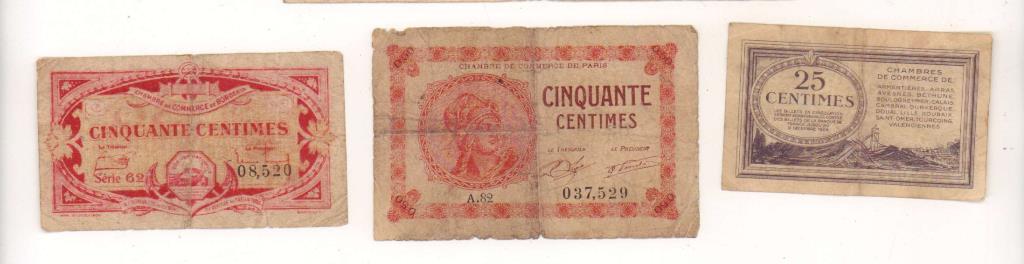 CHAMBRE DE COMMERCE DE BORDEAUX
CINQUANTE CENTIMES
Le Trésorier
Le Président
Série 62
08,520
CHAMBRE DE COMMERCE DE PARIS
CINQUANTE
CENTIMES
LE TRÉSORIER
LE PRÉSIDENT
A.82
037,529
25
CENTIMES
CHAMBRES
DE COMMERCE DE
ARMENTIÈRES, ARRAS,
AVESNES, BÉTHUNE,
BOULOGNE S/MER, CALAIS,
CAMBRAI, DUNKERQUE,
DOUAI, LILLE, ROUBAIX,
SAINT-OMER, TOURCOING,
VALENCIENNES